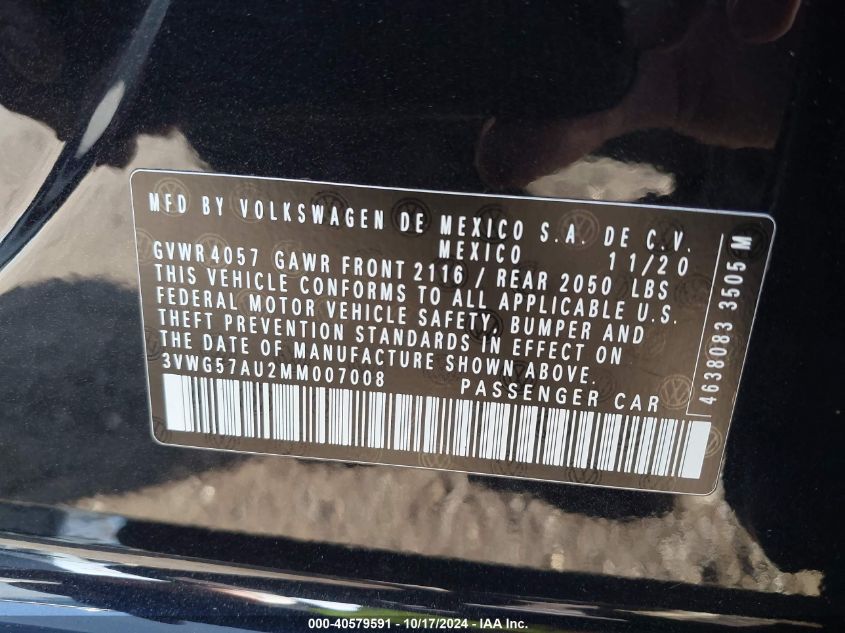 MFD BY VOLKSWAGEN DE MEXICO S.A. DE C.V.
MEXICO 11/20
GVWR 4057 GAWR FRONT 2116 / REAR 2050 LBS
THIS VEHICLE CONFORMS TO ALL APPLICABLE U.S.
FEDERAL MOTOR VEHICLE SAFETY, BUMPER AND
THEFT PREVENTION STANDARDS IN EFFECT ON
THE DATE OF MANUFACTURE SHOWN ABOVE.
3VWG57AU2MM007008 PASSENGER CAR
4638083 3505 M
000-40579591 - 10/17/2024 - IAA Inc.